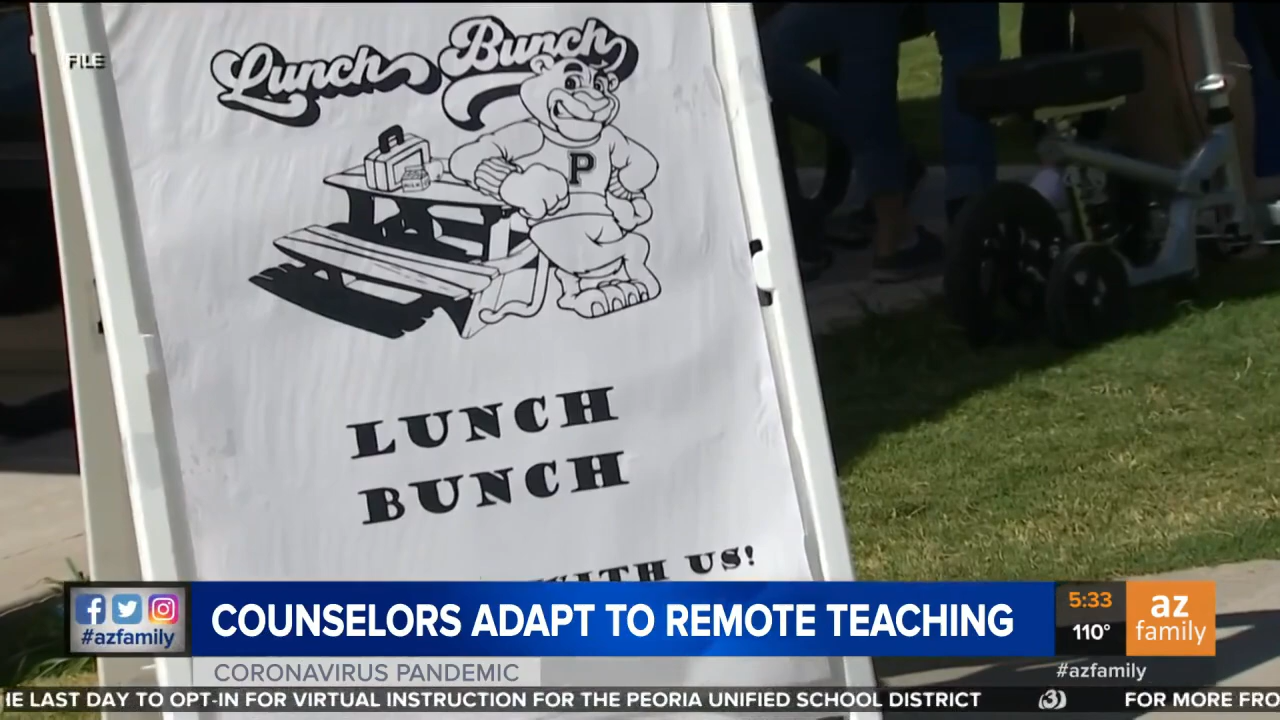 FILE
Lunch Bunch
P
LUNCH
BUNCH
WITH US!
#azfamily
COUNSELORS ADAPT TO REMOTE TEACHING
5:33
110°
az
family
CORONAVIRUS PANDEMIC
#azfamily
LAST DAY TO OPT-IN FOR VIRTUAL INSTRUCTION FOR THE PEORIA UNIFIED SCHOOL DISTRICT
3
FOR MORE